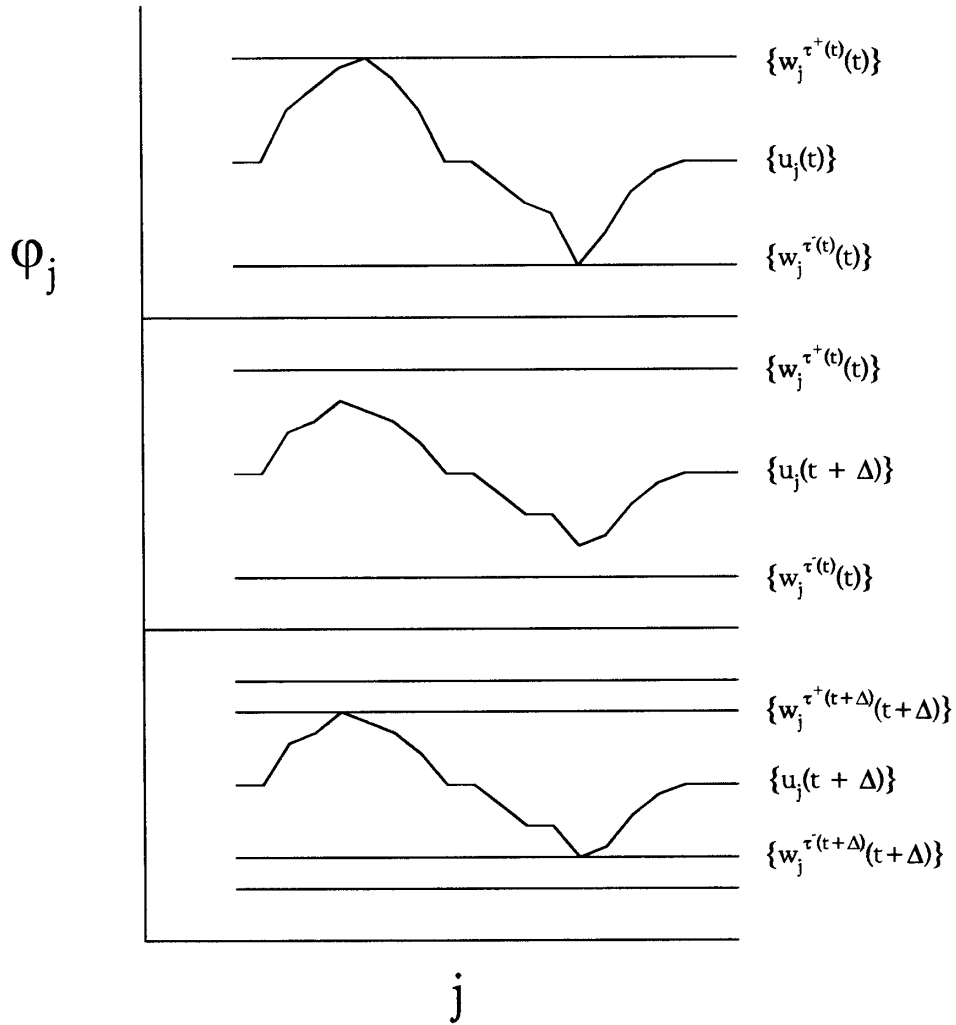 {w_j^{τ⁺(t)}(t)}
{u_j(t)}
φ_j
{w_j^{τ⁻(t)}(t)}
{w_j^{τ⁺(t)}(t)}
{u_j(t + Δ)}
{w_j^{τ⁻(t)}(t)}
{w_j^{τ⁺(t+Δ)}(t+Δ)}
{u_j(t + Δ)}
{w_j^{τ⁻(t+Δ)}(t+Δ)}
j